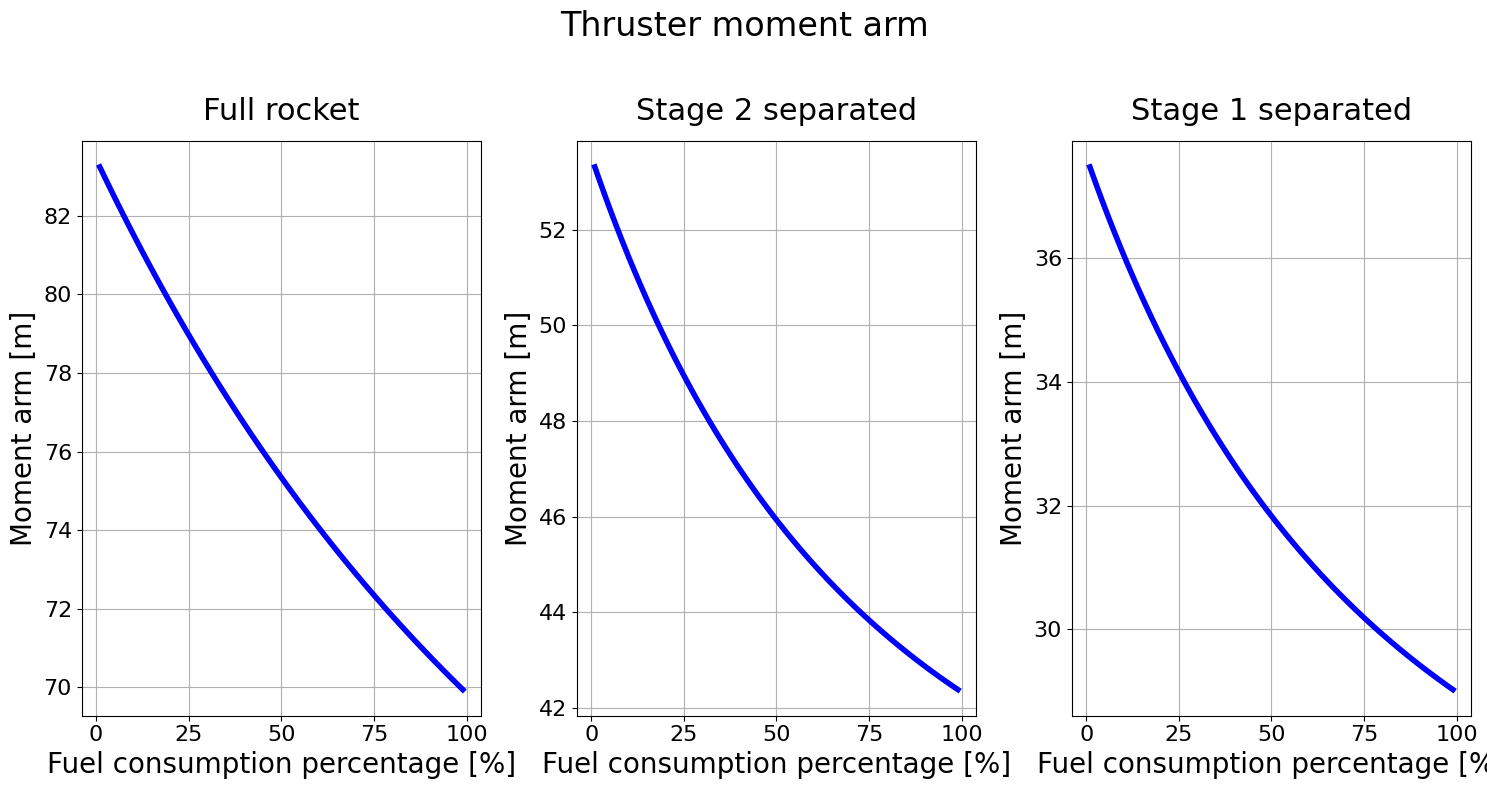 Thruster moment arm
Full rocket
Stage 2 separated
Stage 1 separated
Moment arm [m]
82
80
78
76
74
72
70
0 25 50 75 100
Fuel consumption percentage [%]
Moment arm [m]
52
50
48
46
44
42
0 25 50 75 100
Fuel consumption percentage [%]
Moment arm [m]
36
34
32
30
0 25 50 75 100
Fuel consumption percentage [%